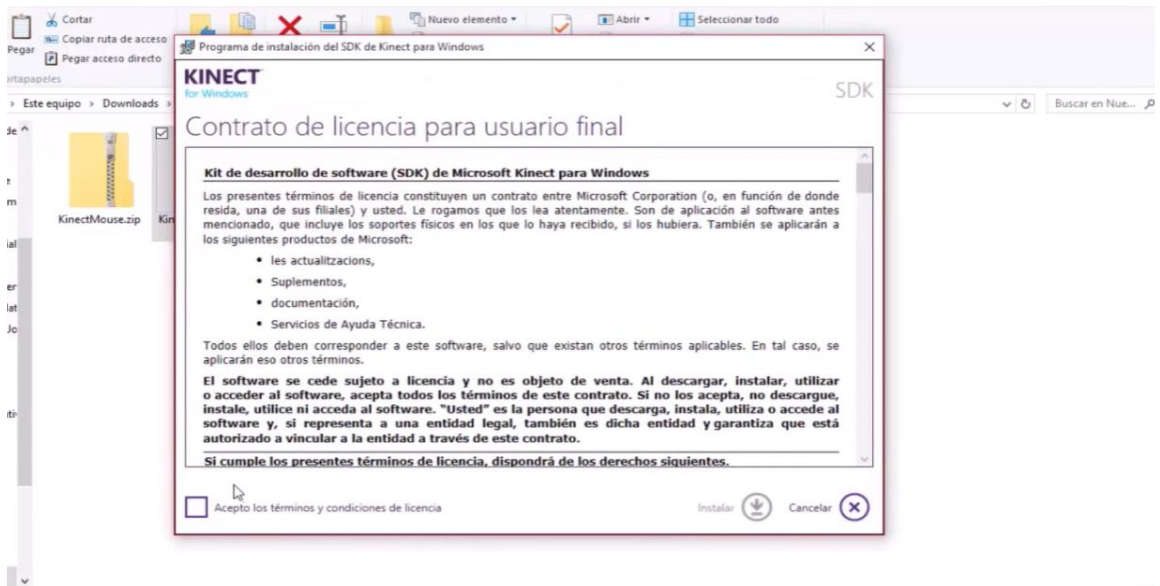 Cortar
Copiar ruta de acceso
Pegar
Pegar acceso directo
Nuevo elemento
Abrir
Seleccionar todo
Programa de instalación del SDK de Kinect para Windows
KINECT
for Windows
SDK
Este equipo > Downloads >
Buscar en Nue...
KinectMouse.zip
Kin
Contrato de licencia para usuario final
Kit de desarrollo de software (SDK) de Microsoft Kinect para Windows
Los presentes términos de licencia constituyen un contrato entre Microsoft Corporation (o, en función de donde
resida, una de sus filiales) y usted. Le rogamos que los lea atentamente. Son de aplicación al software antes
mencionado, que incluye los soportes físicos en los que lo haya recibido, si los hubiera. También se aplicarán a
los siguientes productos de Microsoft:
• les actualitzacions,
• Suplementos,
• documentación,
• Servicios de Ayuda Técnica.
Todos ellos deben corresponder a este software, salvo que existan otros términos aplicables. En tal caso, se
aplicarán eso otros términos.
El software se cede sujeto a licencia y no es objeto de venta. Al descargar, instalar, utilizar
o acceder al software, acepta todos los términos de este contrato. Si no los acepta, no descargue,
instale, utilice ni acceda al software. "Usted" es la persona que descarga, instala, utiliza o accede al
software y, si representa a una entidad legal, también es dicha entidad y garantiza que está
autorizado a vincular a la entidad a través de este contrato.
Si cumple los presentes términos de licencia, dispondrá de los derechos siguientes.
Acepto los términos y condiciones de licencia
Instalar
Cancelar